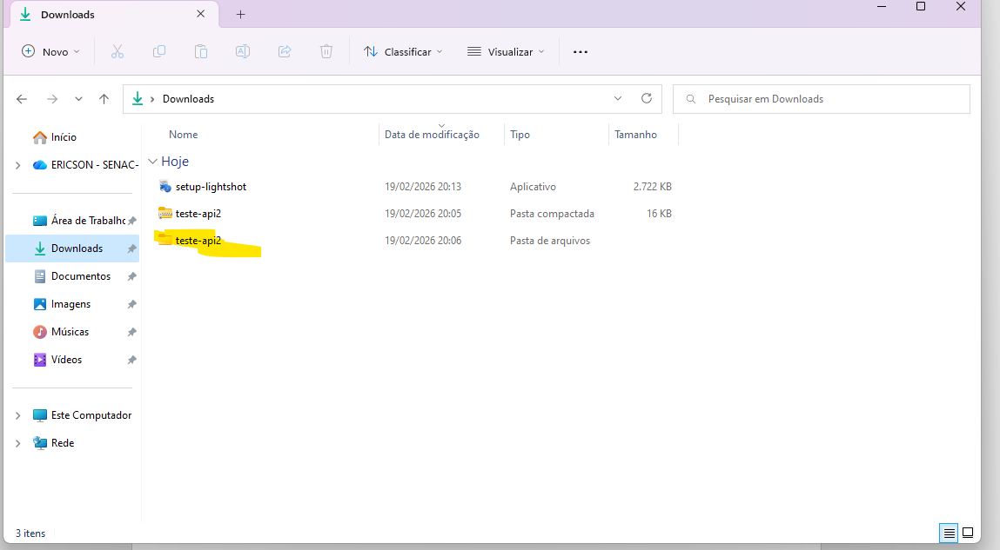 Downloads
Novo
Classificar
Visualizar
Downloads
Pesquisar em Downloads
Nome Data de modificação Tipo Tamanho
Hoje
setup-lightshot 19/02/2026 20:13 Aplicativo 2.722 KB
teste-api2 19/02/2026 20:05 Pasta compactada 16 KB
teste-api2 19/02/2026 20:06 Pasta de arquivos
Início
ERICSON - SENAC-
Área de Trabalho
Downloads
Documentos
Imagens
Músicas
Vídeos
Este Computador
Rede
3 itens